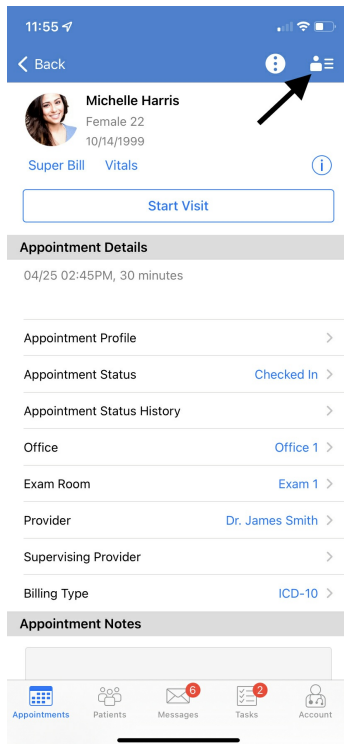 11:55
Back
Michelle Harris
Female 22
10/14/1999
Super Bill Vitals
Start Visit
Appointment Details
04/25 02:45PM, 30 minutes
Appointment Profile
Appointment Status Checked In
Appointment Status History
Office Office 1
Exam Room Exam 1
Provider Dr. James Smith
Supervising Provider
Billing Type ICD-10
Appointment Notes
6 2
Appointments Patients Messages Tasks Account